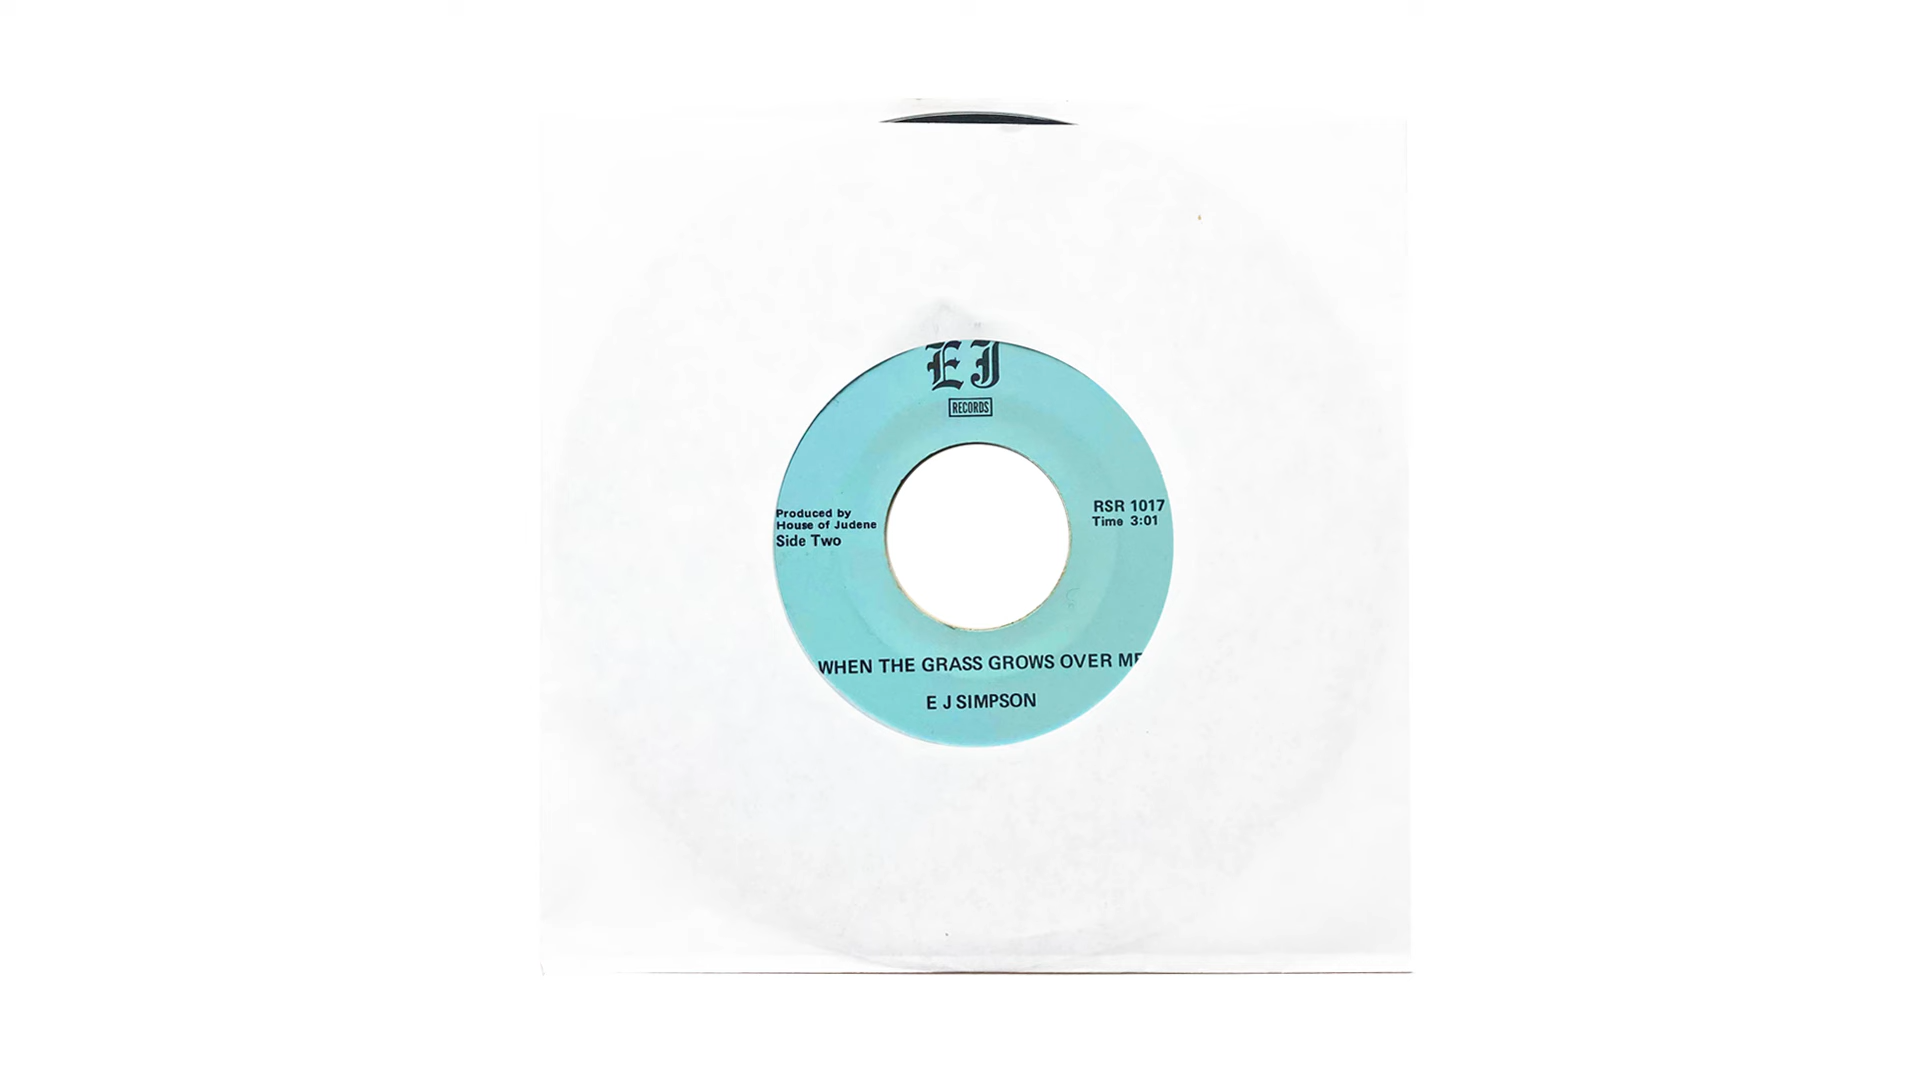 EJ
RECORDS
Produced by
House of Judene
Side Two
RSR 1017
Time 3:01
WHEN THE GRASS GROWS OVER ME
E J SIMPSON